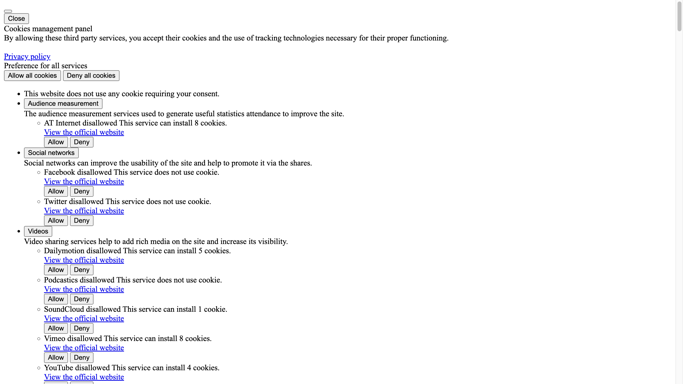 Close
Cookies management panel
By allowing these third party services, you accept their cookies and the use of tracking technologies necessary for their proper functioning.
Privacy policy
Preference for all services
Allow all cookies Deny all cookies
This website does not use any cookie requiring your consent.
Audience measurement
The audience measurement services used to generate useful statistics attendance to improve the site.
AT Internet disallowed This service can install 8 cookies.
View the official website
Allow Deny
Social networks
Social networks can improve the usability of the site and help to promote it via the shares.
Facebook disallowed This service does not use cookie.
View the official website
Allow Deny
Twitter disallowed This service does not use cookie.
View the official website
Allow Deny
Videos
Video sharing services help to add rich media on the site and increase its visibility.
Dailymotion disallowed This service can install 5 cookies.
View the official website
Allow Deny
Podcastics disallowed This service does not use cookie.
View the official website
Allow Deny
SoundCloud disallowed This service can install 1 cookie.
View the official website
Allow Deny
Vimeo disallowed This service can install 8 cookies.
View the official website
Allow Deny
YouTube disallowed This service can install 4 cookies.
View the official website